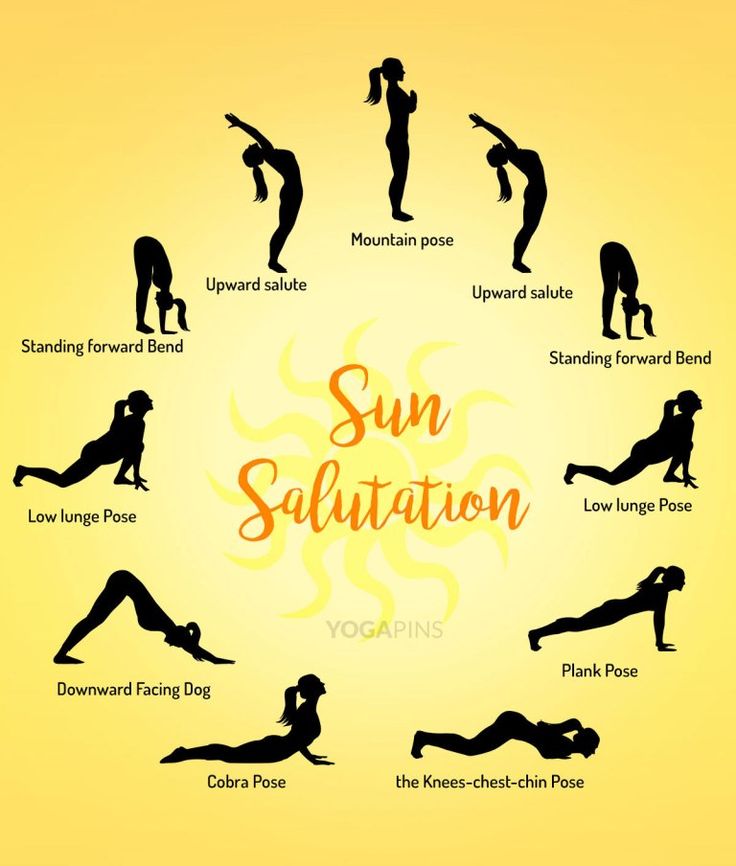 Mountain pose
Upward salute
Upward salute
Standing forward Bend
Standing forward Bend
Sun
Salutation
Low lunge Pose
Low lunge Pose
YOGAPINS
Plank Pose
Downward Facing Dog
Cobra Pose
the Knees-chest-chin Pose